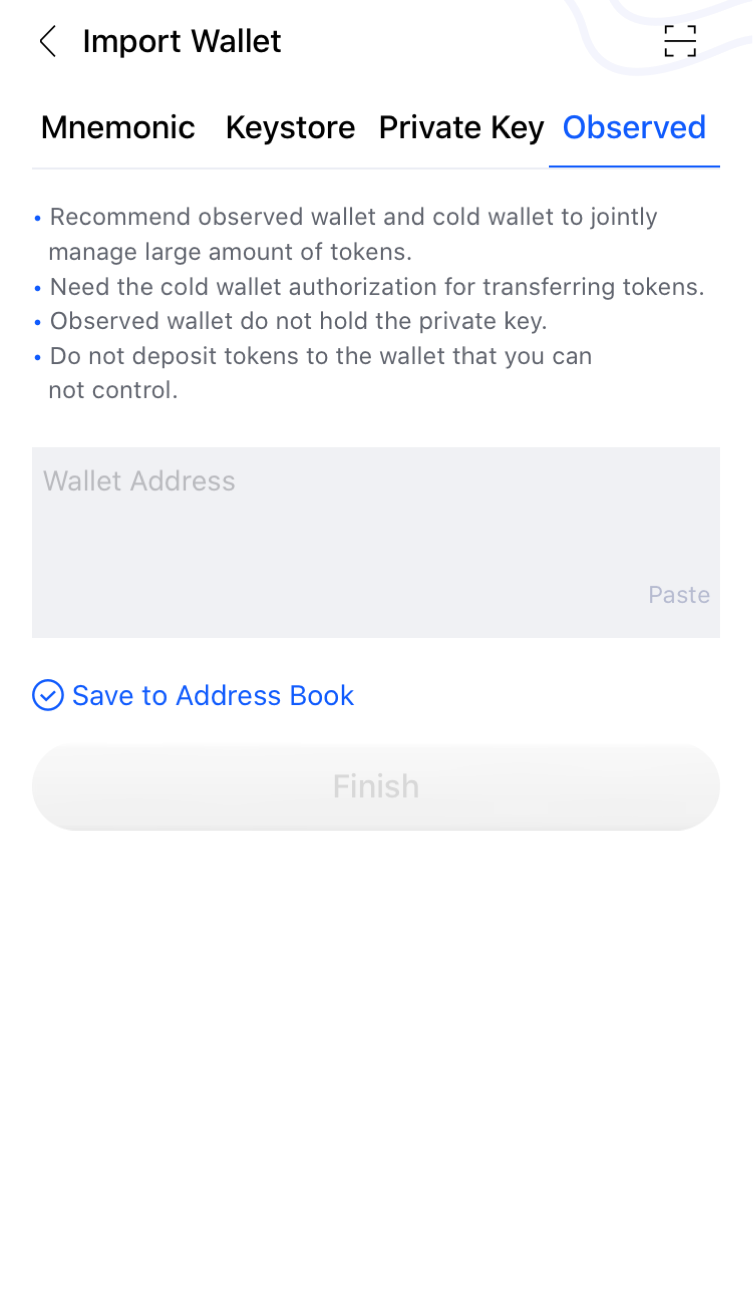 Import Wallet
Mnemonic Keystore Private Key Observed
• Recommend observed wallet and cold wallet to jointly
manage large amount of tokens.
• Need the cold wallet authorization for transferring tokens.
• Observed wallet do not hold the private key.
• Do not deposit tokens to the wallet that you can
not control.
Wallet Address
Paste
Save to Address Book
Finish